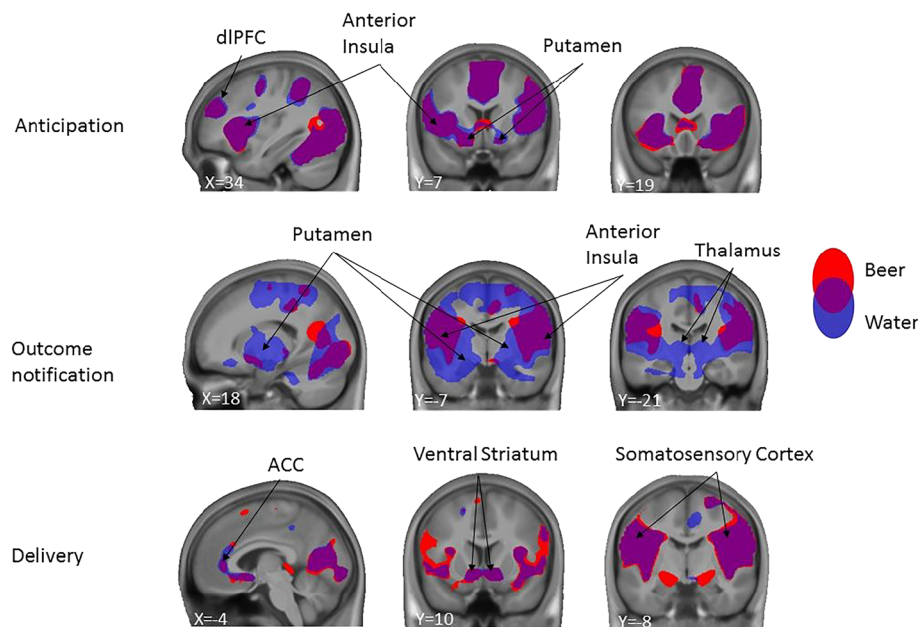 dlPFC
Anterior
Insula
Putamen
Anticipation
X=34
Y=7
Y=19
Putamen
Anterior
Insula
Thalamus
Beer
Water
Outcome
notification
X=18
Y=-7
Y=-21
ACC
Ventral Striatum
Somatosensory Cortex
Delivery
X=-4
Y=10
Y=-8